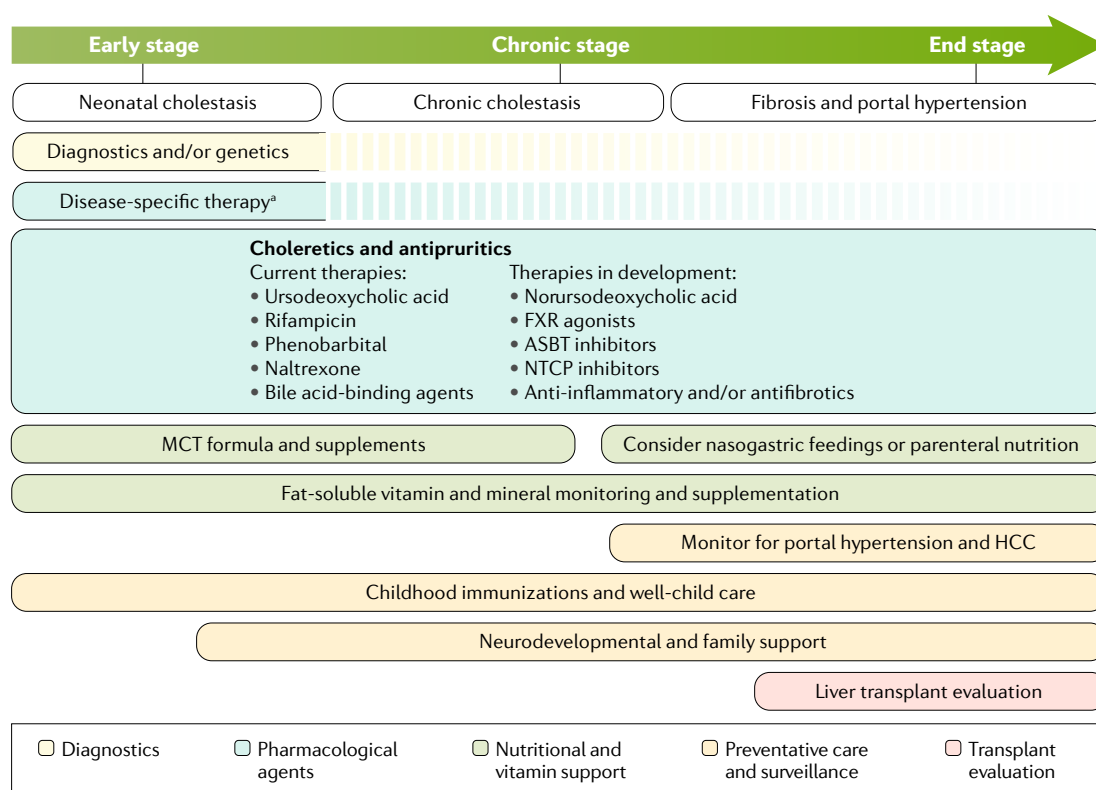 Early stage
Chronic stage
End stage
Neonatal cholestasis
Chronic cholestasis
Fibrosis and portal hypertension
Diagnostics and/or genetics
Disease-specific therapyᵃ
Choleretics and antipruritics
Current therapies:
• Ursodeoxycholic acid
• Rifampicin
• Phenobarbital
• Naltrexone
• Bile acid-binding agents
Therapies in development:
• Norursodeoxycholic acid
• FXR agonists
• ASBT inhibitors
• NTCP inhibitors
• Anti-inflammatory and/or antifibrotics
MCT formula and supplements
Consider nasogastric feedings or parenteral nutrition
Fat-soluble vitamin and mineral monitoring and supplementation
Monitor for portal hypertension and HCC
Childhood immunizations and well-child care
Neurodevelopmental and family support
Liver transplant evaluation
Diagnostics
Pharmacological
agents
Nutritional and
vitamin support
Preventative care
and surveillance
Transplant
evaluation